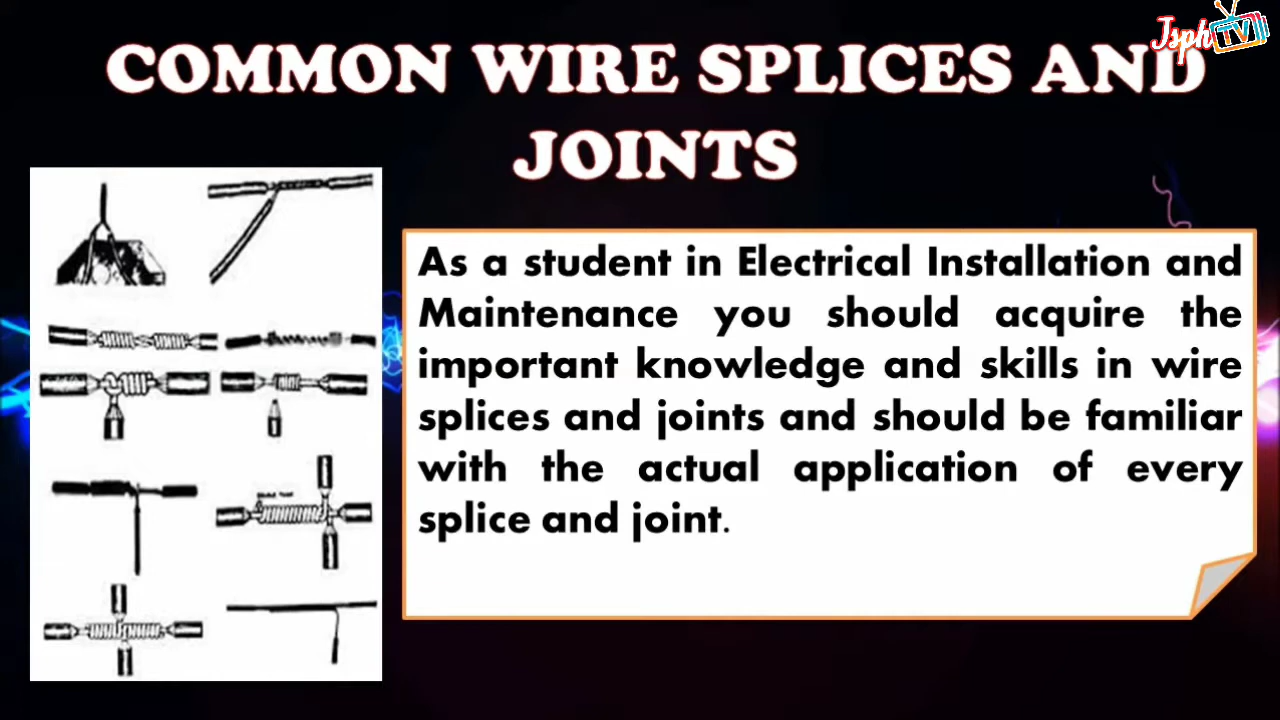 Jsph TV
COMMON WIRE SPLICES AND
JOINTS
As a student in Electrical Installation and
Maintenance you should acquire the
important knowledge and skills in wire
splices and joints and should be familiar
with the actual application of every
splice and joint.